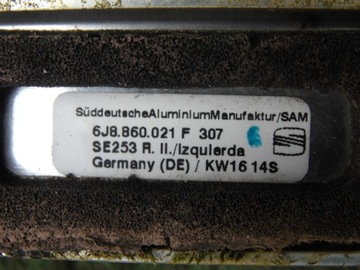 SüddeutscheAluminiumManufaktur/SAM
6J8.860.021 F 307
SE253 R. li./Izquierda
Germany (DE) / KW16 14S